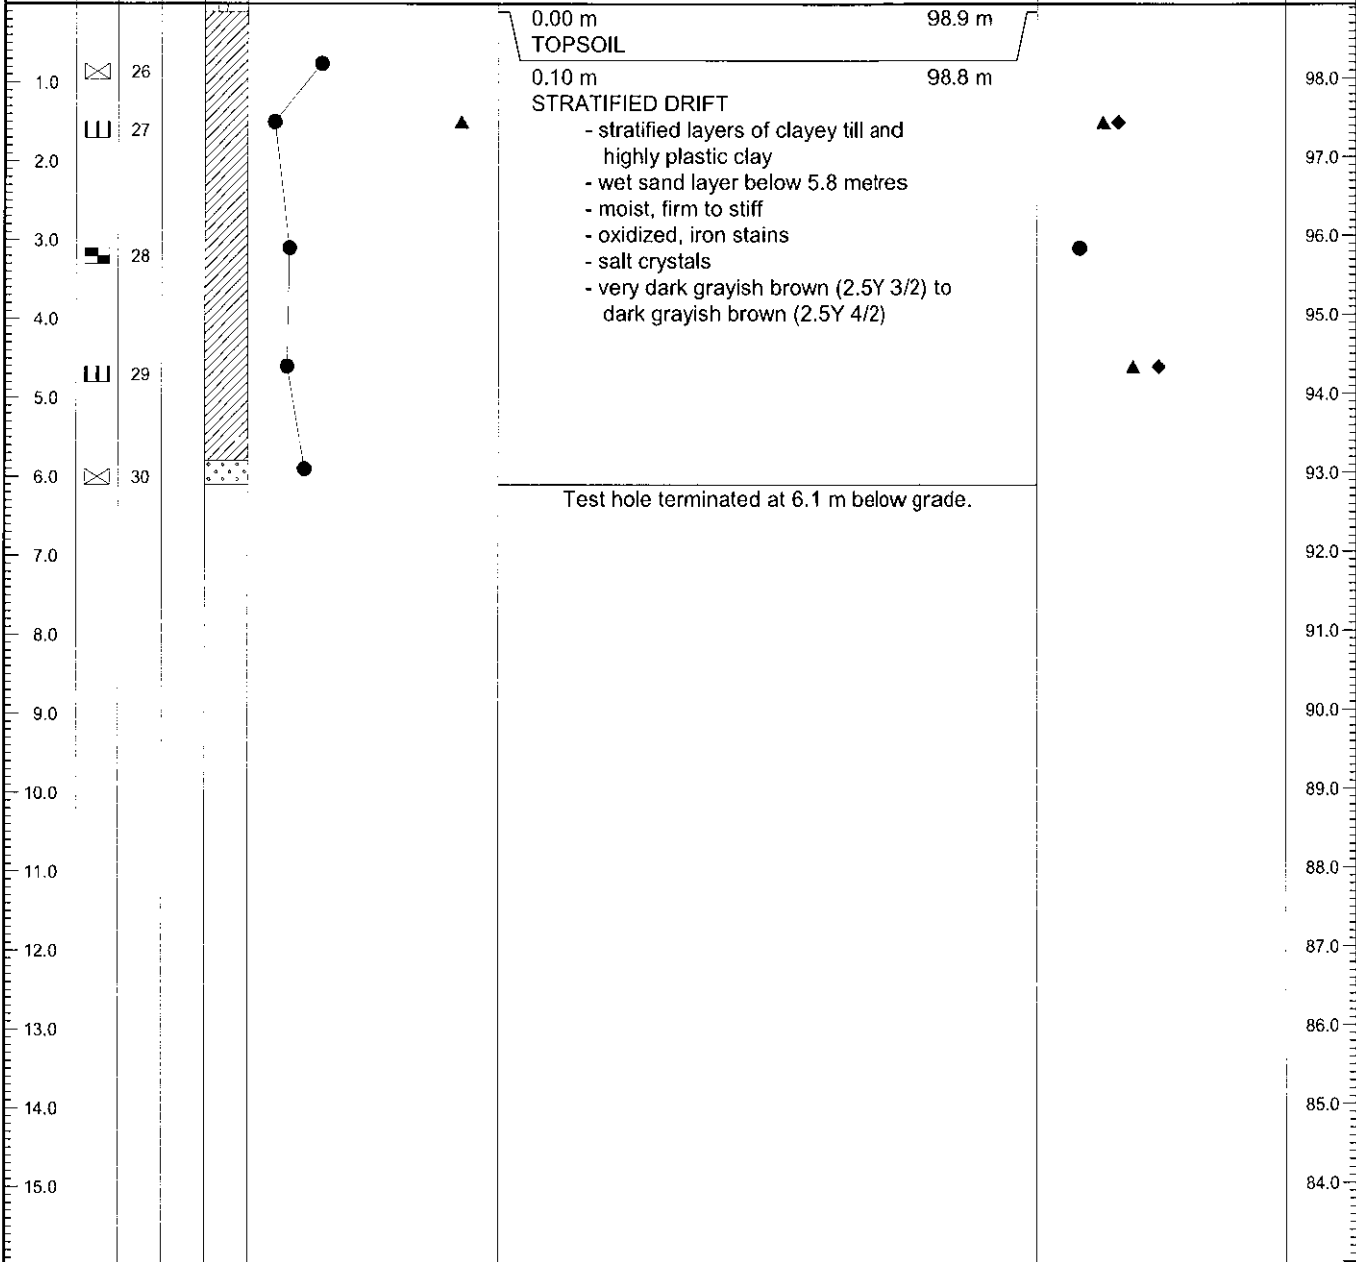 0.00 m 98.9 m
TOPSOIL
0.10 m 98.8 m
STRATIFIED DRIFT
- stratified layers of clayey till and
highly plastic clay
- wet sand layer below 5.8 metres
- moist, firm to stiff
- oxidized, iron stains
- salt crystals
- very dark grayish brown (2.5Y 3/2) to
dark grayish brown (2.5Y 4/2)
Test hole terminated at 6.1 m below grade.
1.0
2.0
3.0
4.0
5.0
6.0
7.0
8.0
9.0
10.0
11.0
12.0
13.0
14.0
15.0
26
27
28
29
30
98.0
97.0
96.0
95.0
94.0
93.0
92.0
91.0
90.0
89.0
88.0
87.0
86.0
85.0
84.0